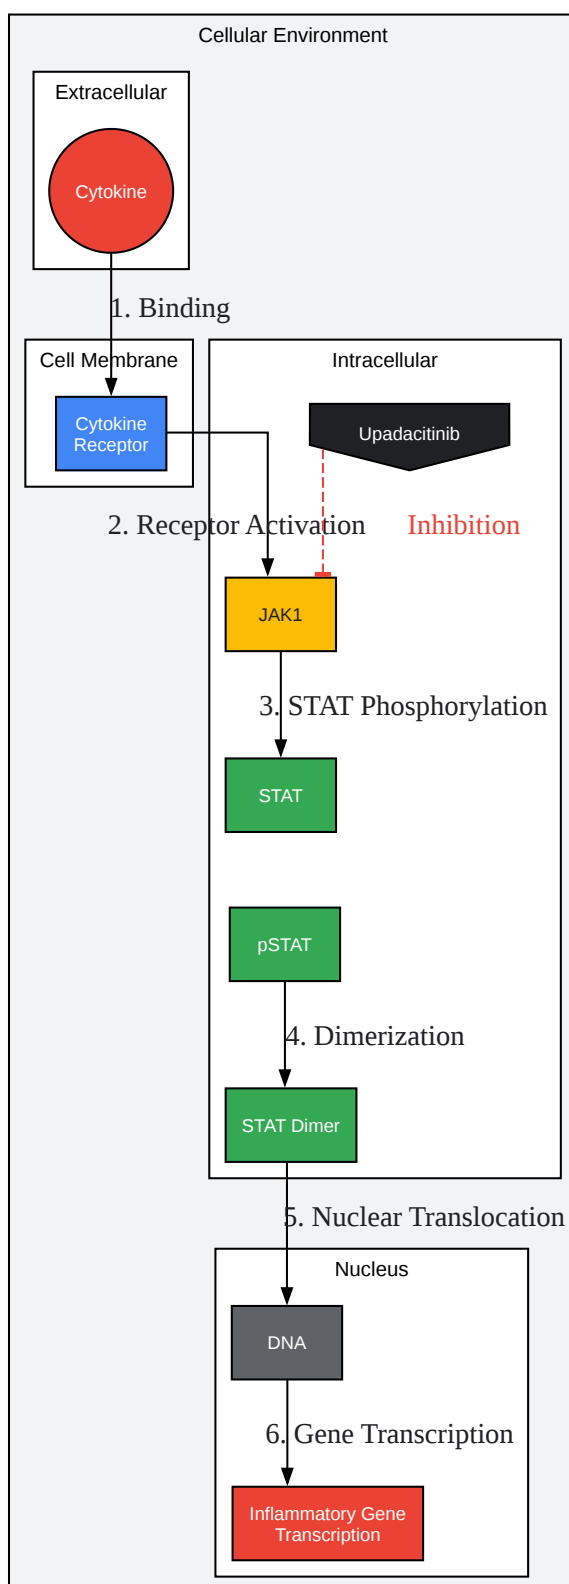 Cellular Environment
Extracellular
Cytokine
1. Binding
Cell Membrane
Cytokine
Receptor
Intracellular
Upadacitinib
2. Receptor Activation
Inhibition
JAK1
3. STAT Phosphorylation
STAT
pSTAT
4. Dimerization
STAT Dimer
5. Nuclear Translocation
Nucleus
DNA
6. Gene Transcription
Inflammatory Gene
Transcription